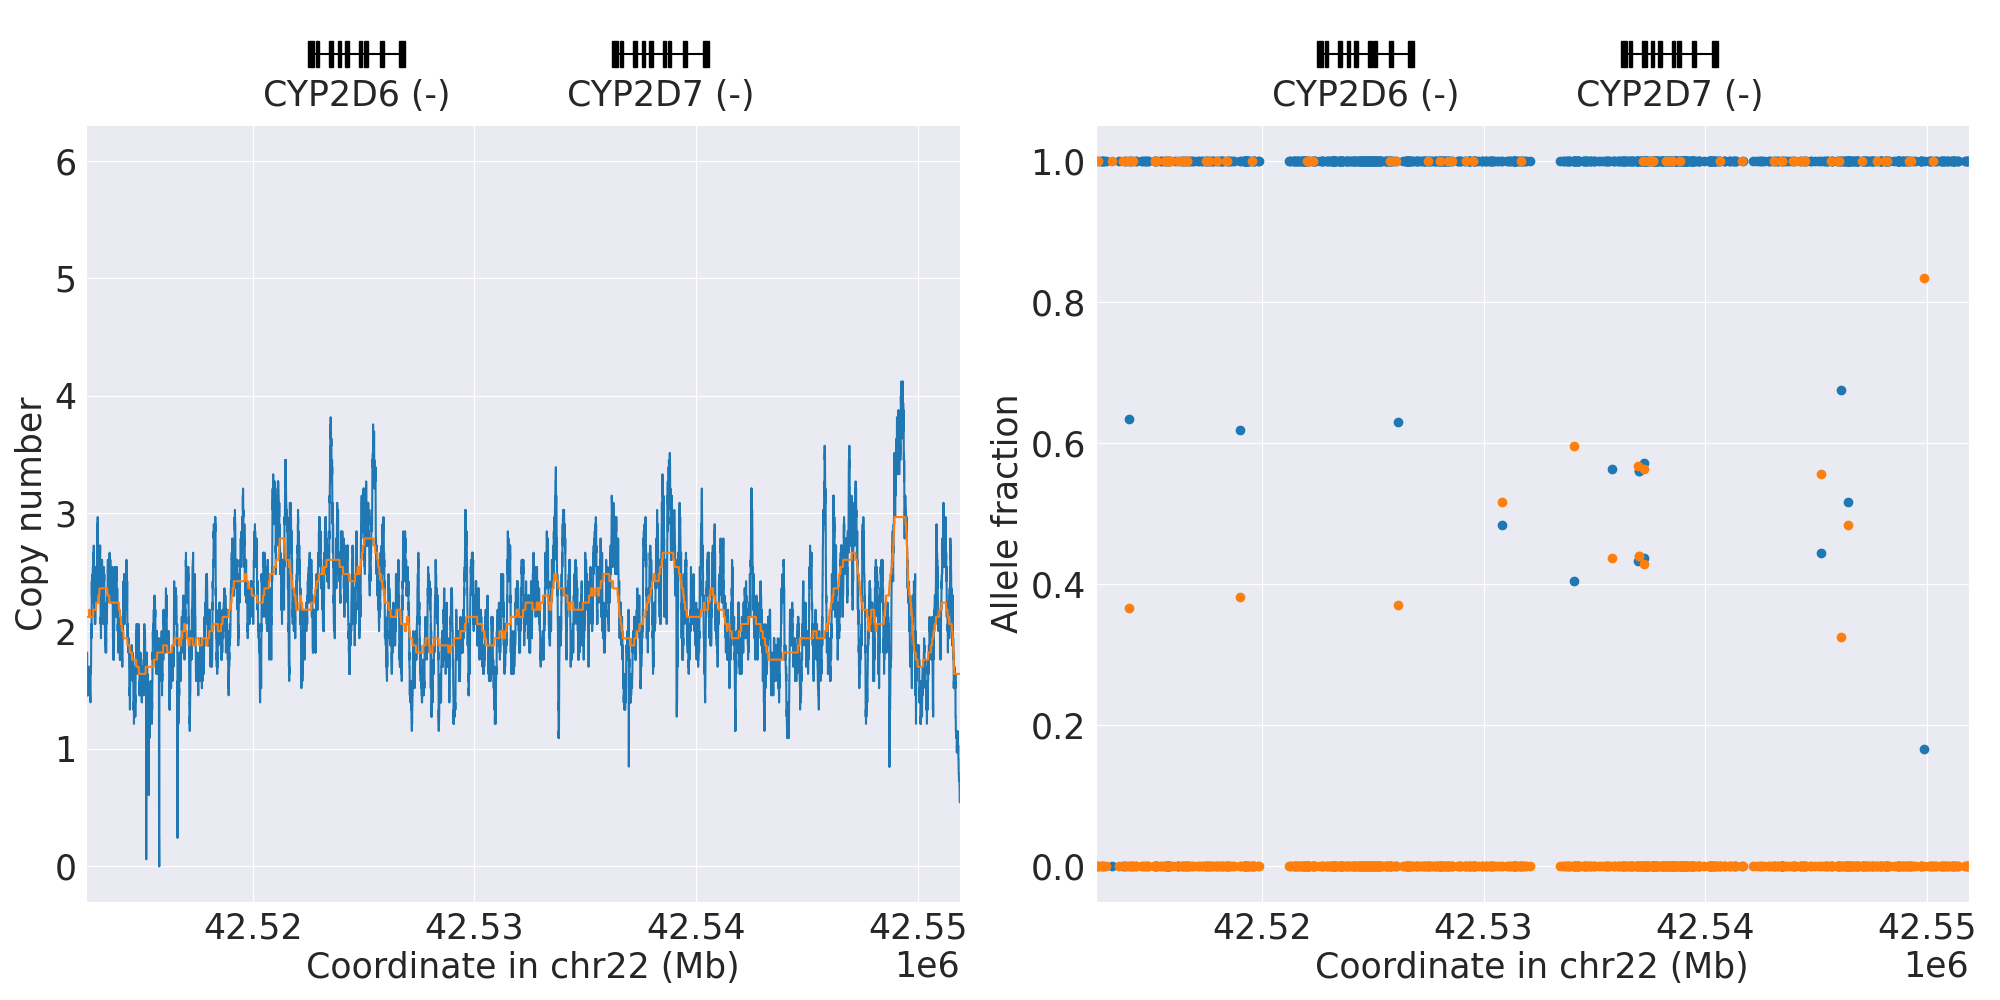 CYP2D6 (-) CYP2D7 (-)
6
5
4
3
2
1
0
Copy number
42.52 42.53 42.54 42.55
Coordinate in chr22 (Mb) 1e6
CYP2D6 (-) CYP2D7 (-)
1.0
0.8
0.6
0.4
0.2
0.0
Allele fraction
42.52 42.53 42.54 42.55
Coordinate in chr22 (Mb) 1e6